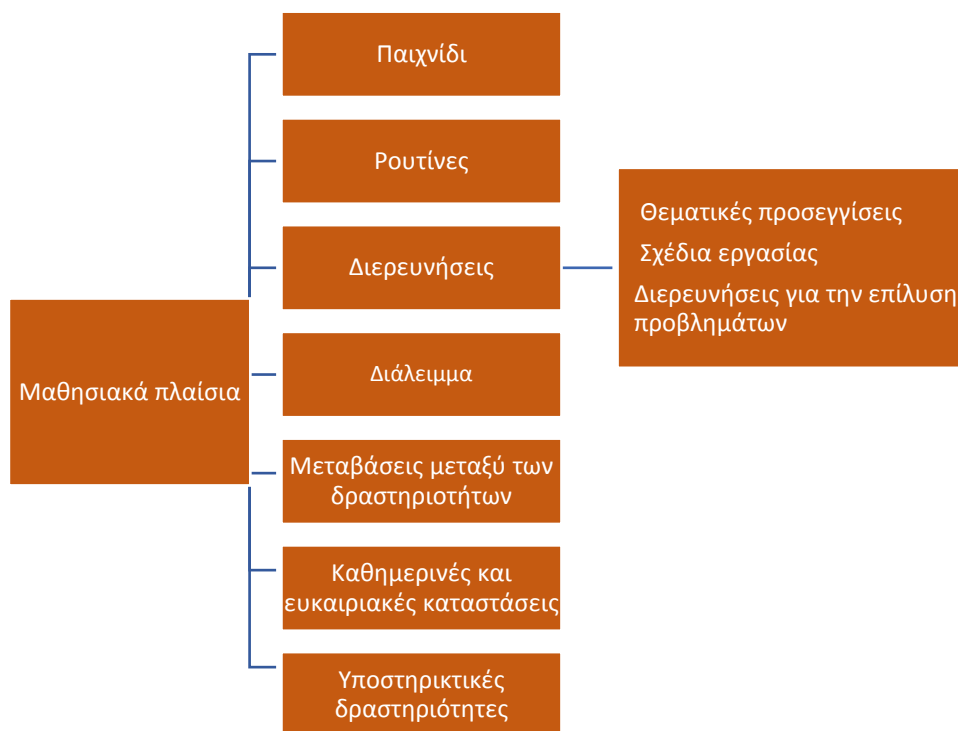 Παιχνίδι
Ρουτίνες
Διερευνήσεις
Θεματικές προσεγγίσεις
Σχέδια εργασίας
Διερευνήσεις για την επίλυση
προβλημάτων
Μαθησιακά πλαίσια
Διάλειμμα
Μεταβάσεις μεταξύ των
δραστηριοτήτων
Καθημερινές και
ευκαιριακές καταστάσεις
Υποστηρικτικές
δραστηριότητες